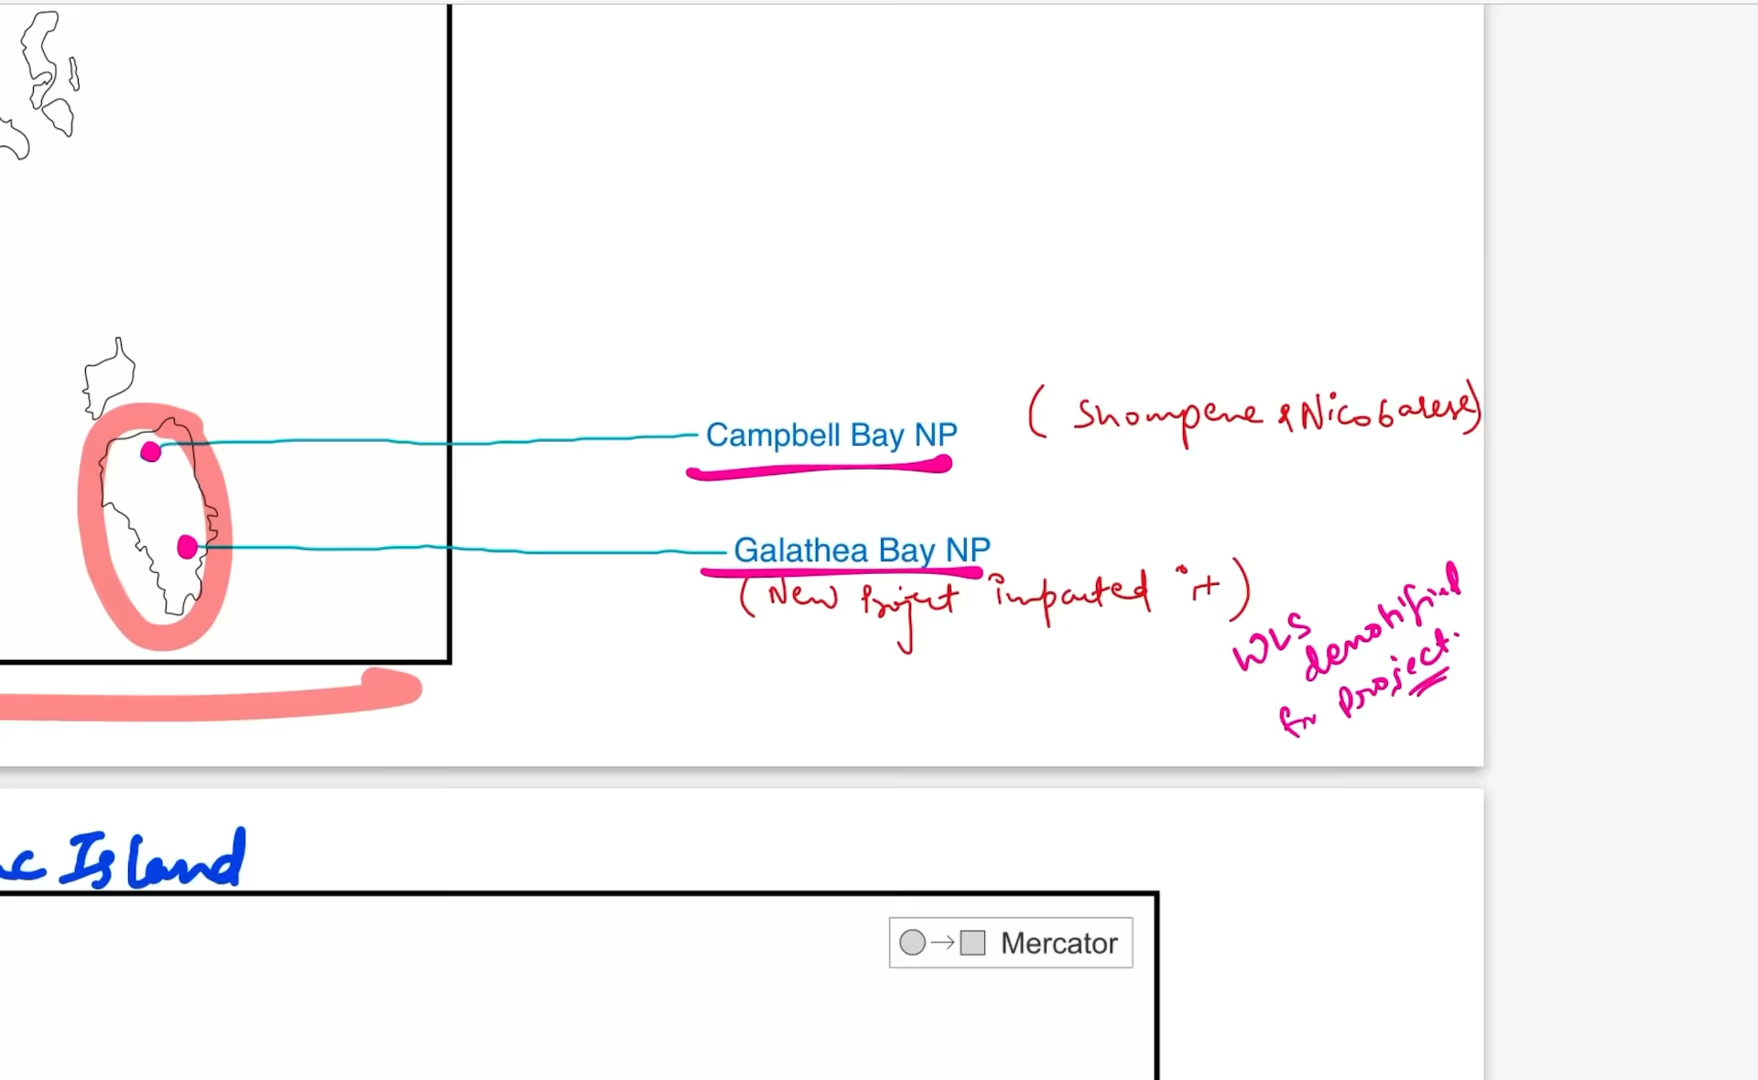 Campbell Bay NP
(Shompene & Nicobarese)
Galathea Bay NP
(New Project impacted it)
WLS
denotified
for project.
Island
Mercator